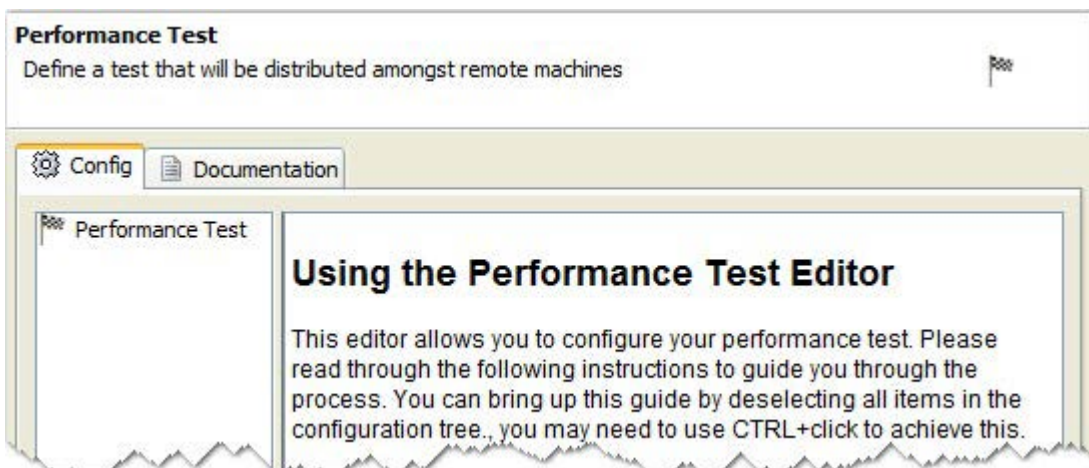 Performance Test
Define a test that will be distributed amongst remote machines
Config
Documentation
Performance Test
Using the Performance Test Editor
This editor allows you to configure your performance test. Please
read through the following instructions to guide you through the
process. You can bring up this guide by deselecting all items in the
configuration tree., you may need to use CTRL+click to achieve this.